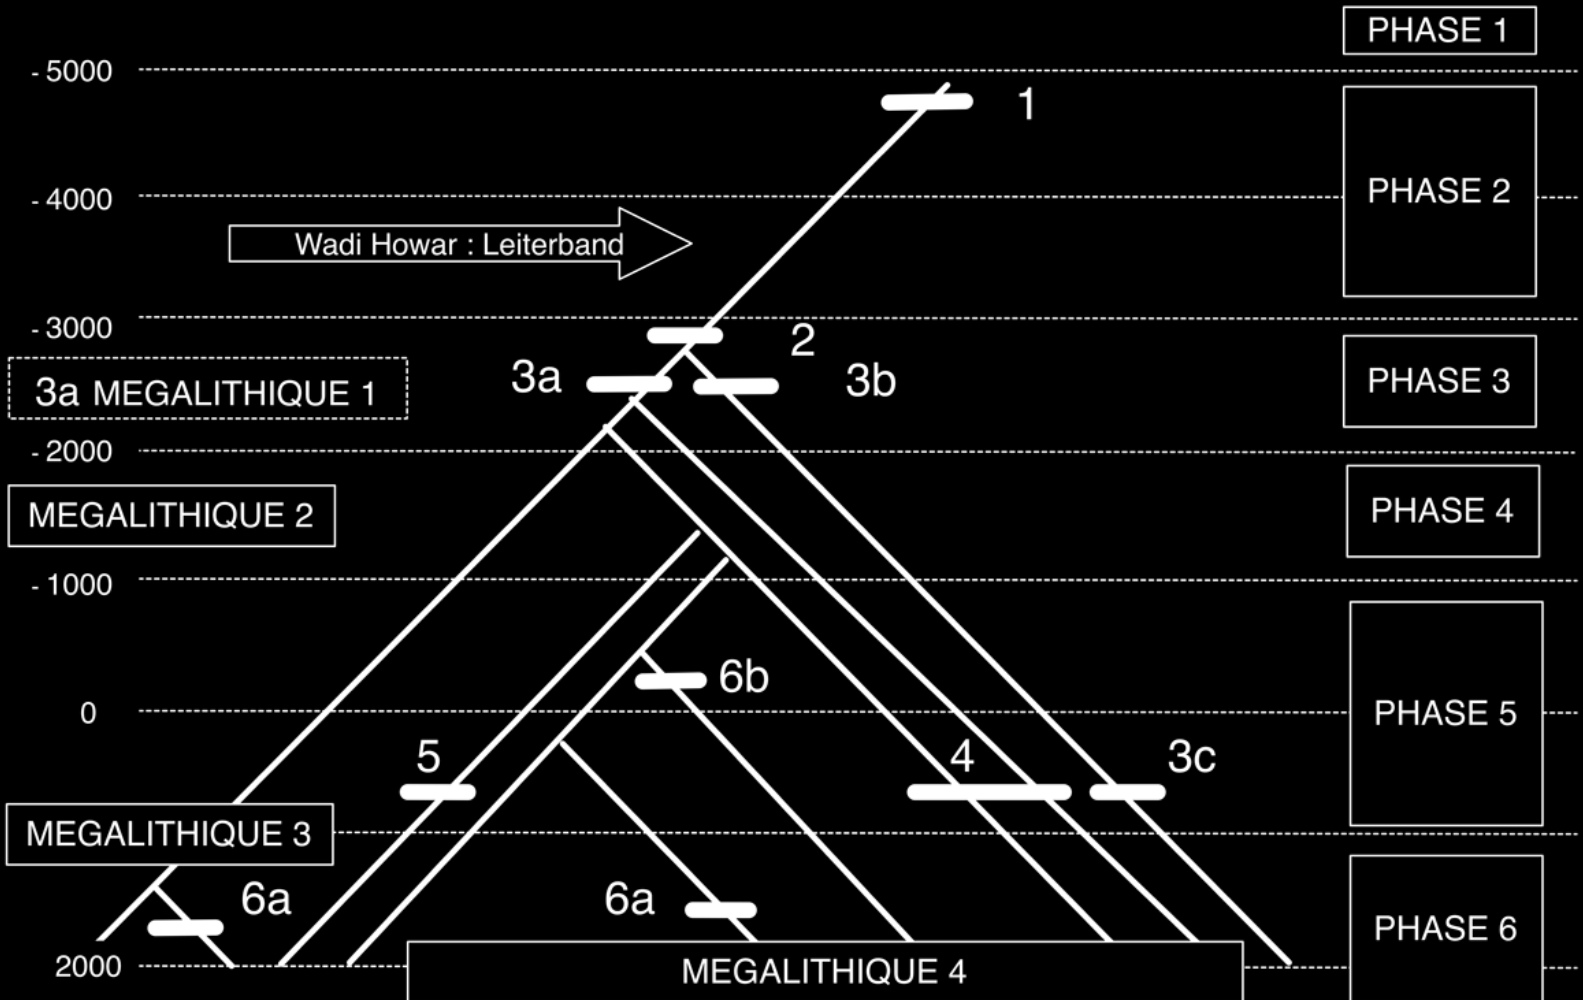 PHASE 1
- 5000
1
PHASE 2
- 4000
Wadi Howar : Leiterband
- 3000
2
3a
3b
PHASE 3
3a MEGALITHIQUE 1
- 2000
MEGALITHIQUE 2
PHASE 4
- 1000
6b
0
PHASE 5
5
4
3c
MEGALITHIQUE 3
6a
6a
PHASE 6
2000
MEGALITHIQUE 4